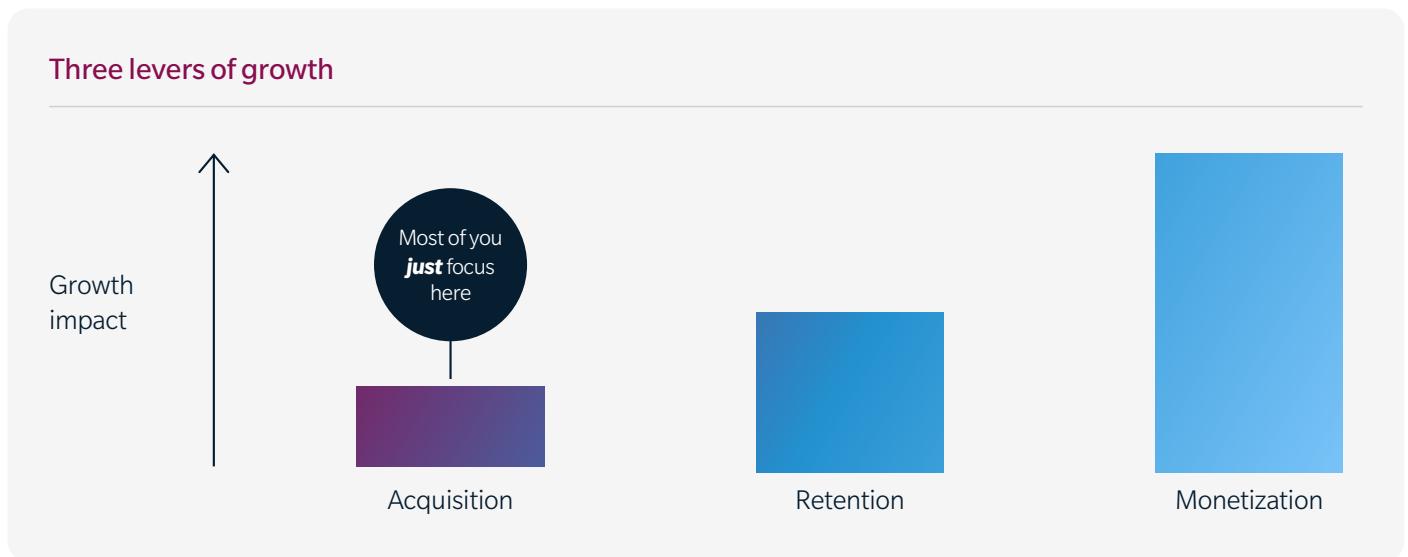 Three levers of growth
Growth
impact
Most of you
just focus
here
Acquisition
Retention
Monetization